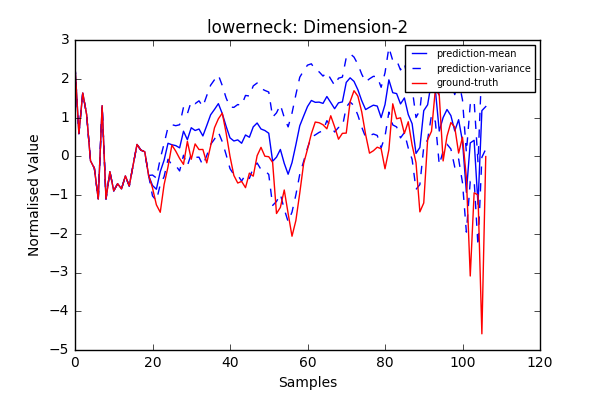 lowerneck: Dimension-2
prediction-mean
prediction-variance
ground-truth
Normalised Value
3
2
1
0
−1
−2
−3
−4
−5
0 20 40 60 80 100 120
Samples